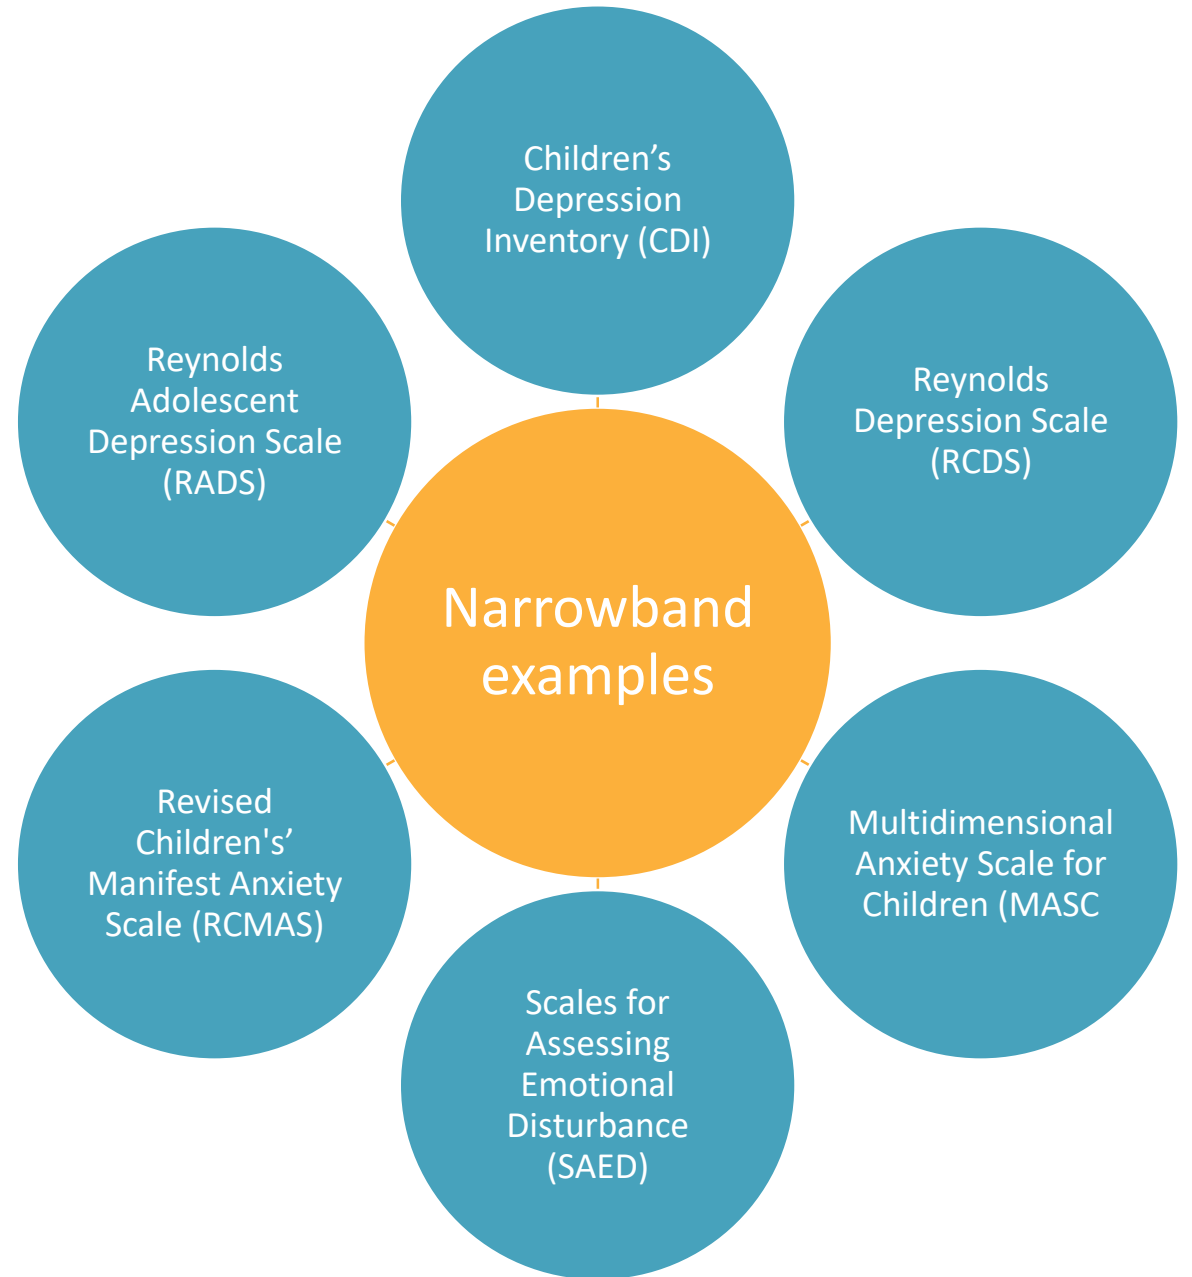 Children’s
Depression
Inventory (CDI)
Reynolds
Depression Scale
(RCDS)
Multidimensional
Anxiety Scale for
Children (MASC
Scales for
Assessing
Emotional
Disturbance
(SAED)
Revised
Children's’
Manifest Anxiety
Scale (RCMAS)
Reynolds
Adolescent
Depression Scale
(RADS)
Narrowband
examples